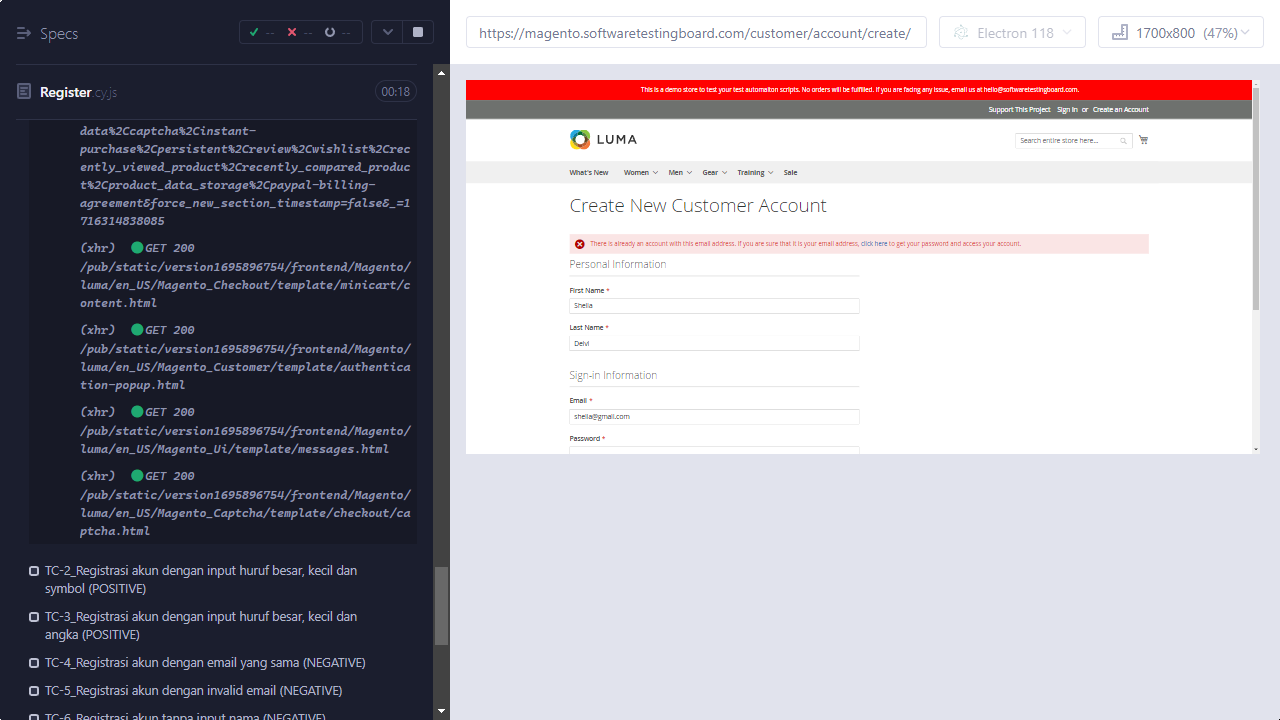 Specs
--
--
--
Register.cy.js
00:18
data%2Ccaptcha%2Cinstant-
purchase%2Cpersistent%2Creview%2Cwishlist%2Crec
ently_viewed_product%2Crecently_compared_produc
t%2Cproduct_data_storage%2Cpaypal-billing-
agreement&force_new_section_timestamp=false&_=1
716314838085
(xhr) GET 200
/pub/static/version1695896754/frontend/Magento/
luma/en_US/Magento_Checkout/template/minicart/c
ontent.html
(xhr) GET 200
/pub/static/version1695896754/frontend/Magento/
luma/en_US/Magento_Customer/template/authentica
tion-popup.html
(xhr) GET 200
/pub/static/version1695896754/frontend/Magento/
luma/en_US/Magento_Ui/template/messages.html
(xhr) GET 200
/pub/static/version1695896754/frontend/Magento/
luma/en_US/Magento_Captcha/template/checkout/ca
ptcha.html
TC-2_Registrasi akun dengan input huruf besar, kecil dan
symbol (POSITIVE)
TC-3_Registrasi akun dengan input huruf besar, kecil dan
angka (POSITIVE)
TC-4_Registrasi akun dengan email yang sama (NEGATIVE)
TC-5_Registrasi akun dengan invalid email (NEGATIVE)
TC-6_Registrasi akun tanpa input nama (NEGATIVE)
https://magento.softwaretestingboard.com/customer/account/create/
Electron 118
1700x800 (47%)
This is a demo store to test your test automaiton scripts. No orders will be fulfilled. If you are facing any issue, email us at hello@softwaretestingboard.com.
Support This Project Sign In or Create an Account
LUMA
Search entire store here...
What's New Women Men Gear Training Sale
Create New Customer Account
There is already an account with this email address. If you are sure that it is your email address, click here to get your password and access your account.
Personal Information
First Name *
Sheila
Last Name *
Deivi
Sign-in Information
Email *
sheila@gmail.com
Password *